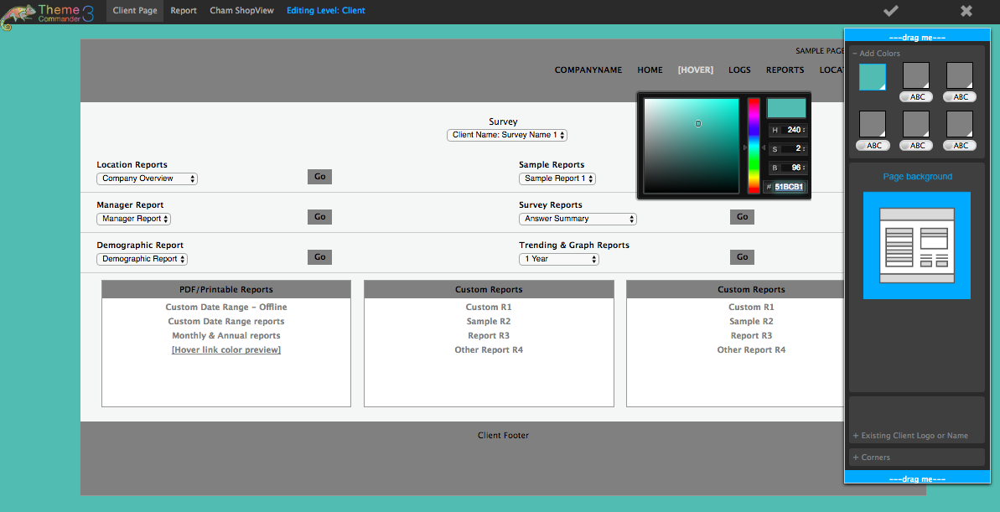 Theme Commander 3
Client Page Report Cham ShopView Editing Level: Client
---drag me---
SAMPLE PAGE
COMPANYNAME HOME [HOVER] LOGS REPORTS LOCA
− Add Colors
ABC ABC
ABC ABC ABC
H 240
S 2
B 96
# 51BCB1
Survey
Client Name: Survey Name 1
Location Reports Sample Reports
Company Overview Go Sample Report 1
Manager Report Survey Reports
Manager Report Go Answer Summary Go
Demographic Report Trending & Graph Reports
Demographic Report Go 1 Year Go
PDF/Printable Reports Custom Reports Custom Reports
Custom Date Range – Offline Custom R1 Custom R1
Custom Date Range reports Sample R2 Sample R2
Monthly & Annual reports Report R3 Report R3
[Hover link color preview] Other Report R4 Other Report R4
Client Footer
Page background
+ Existing Client Logo or Name
+ Corners
---drag me---